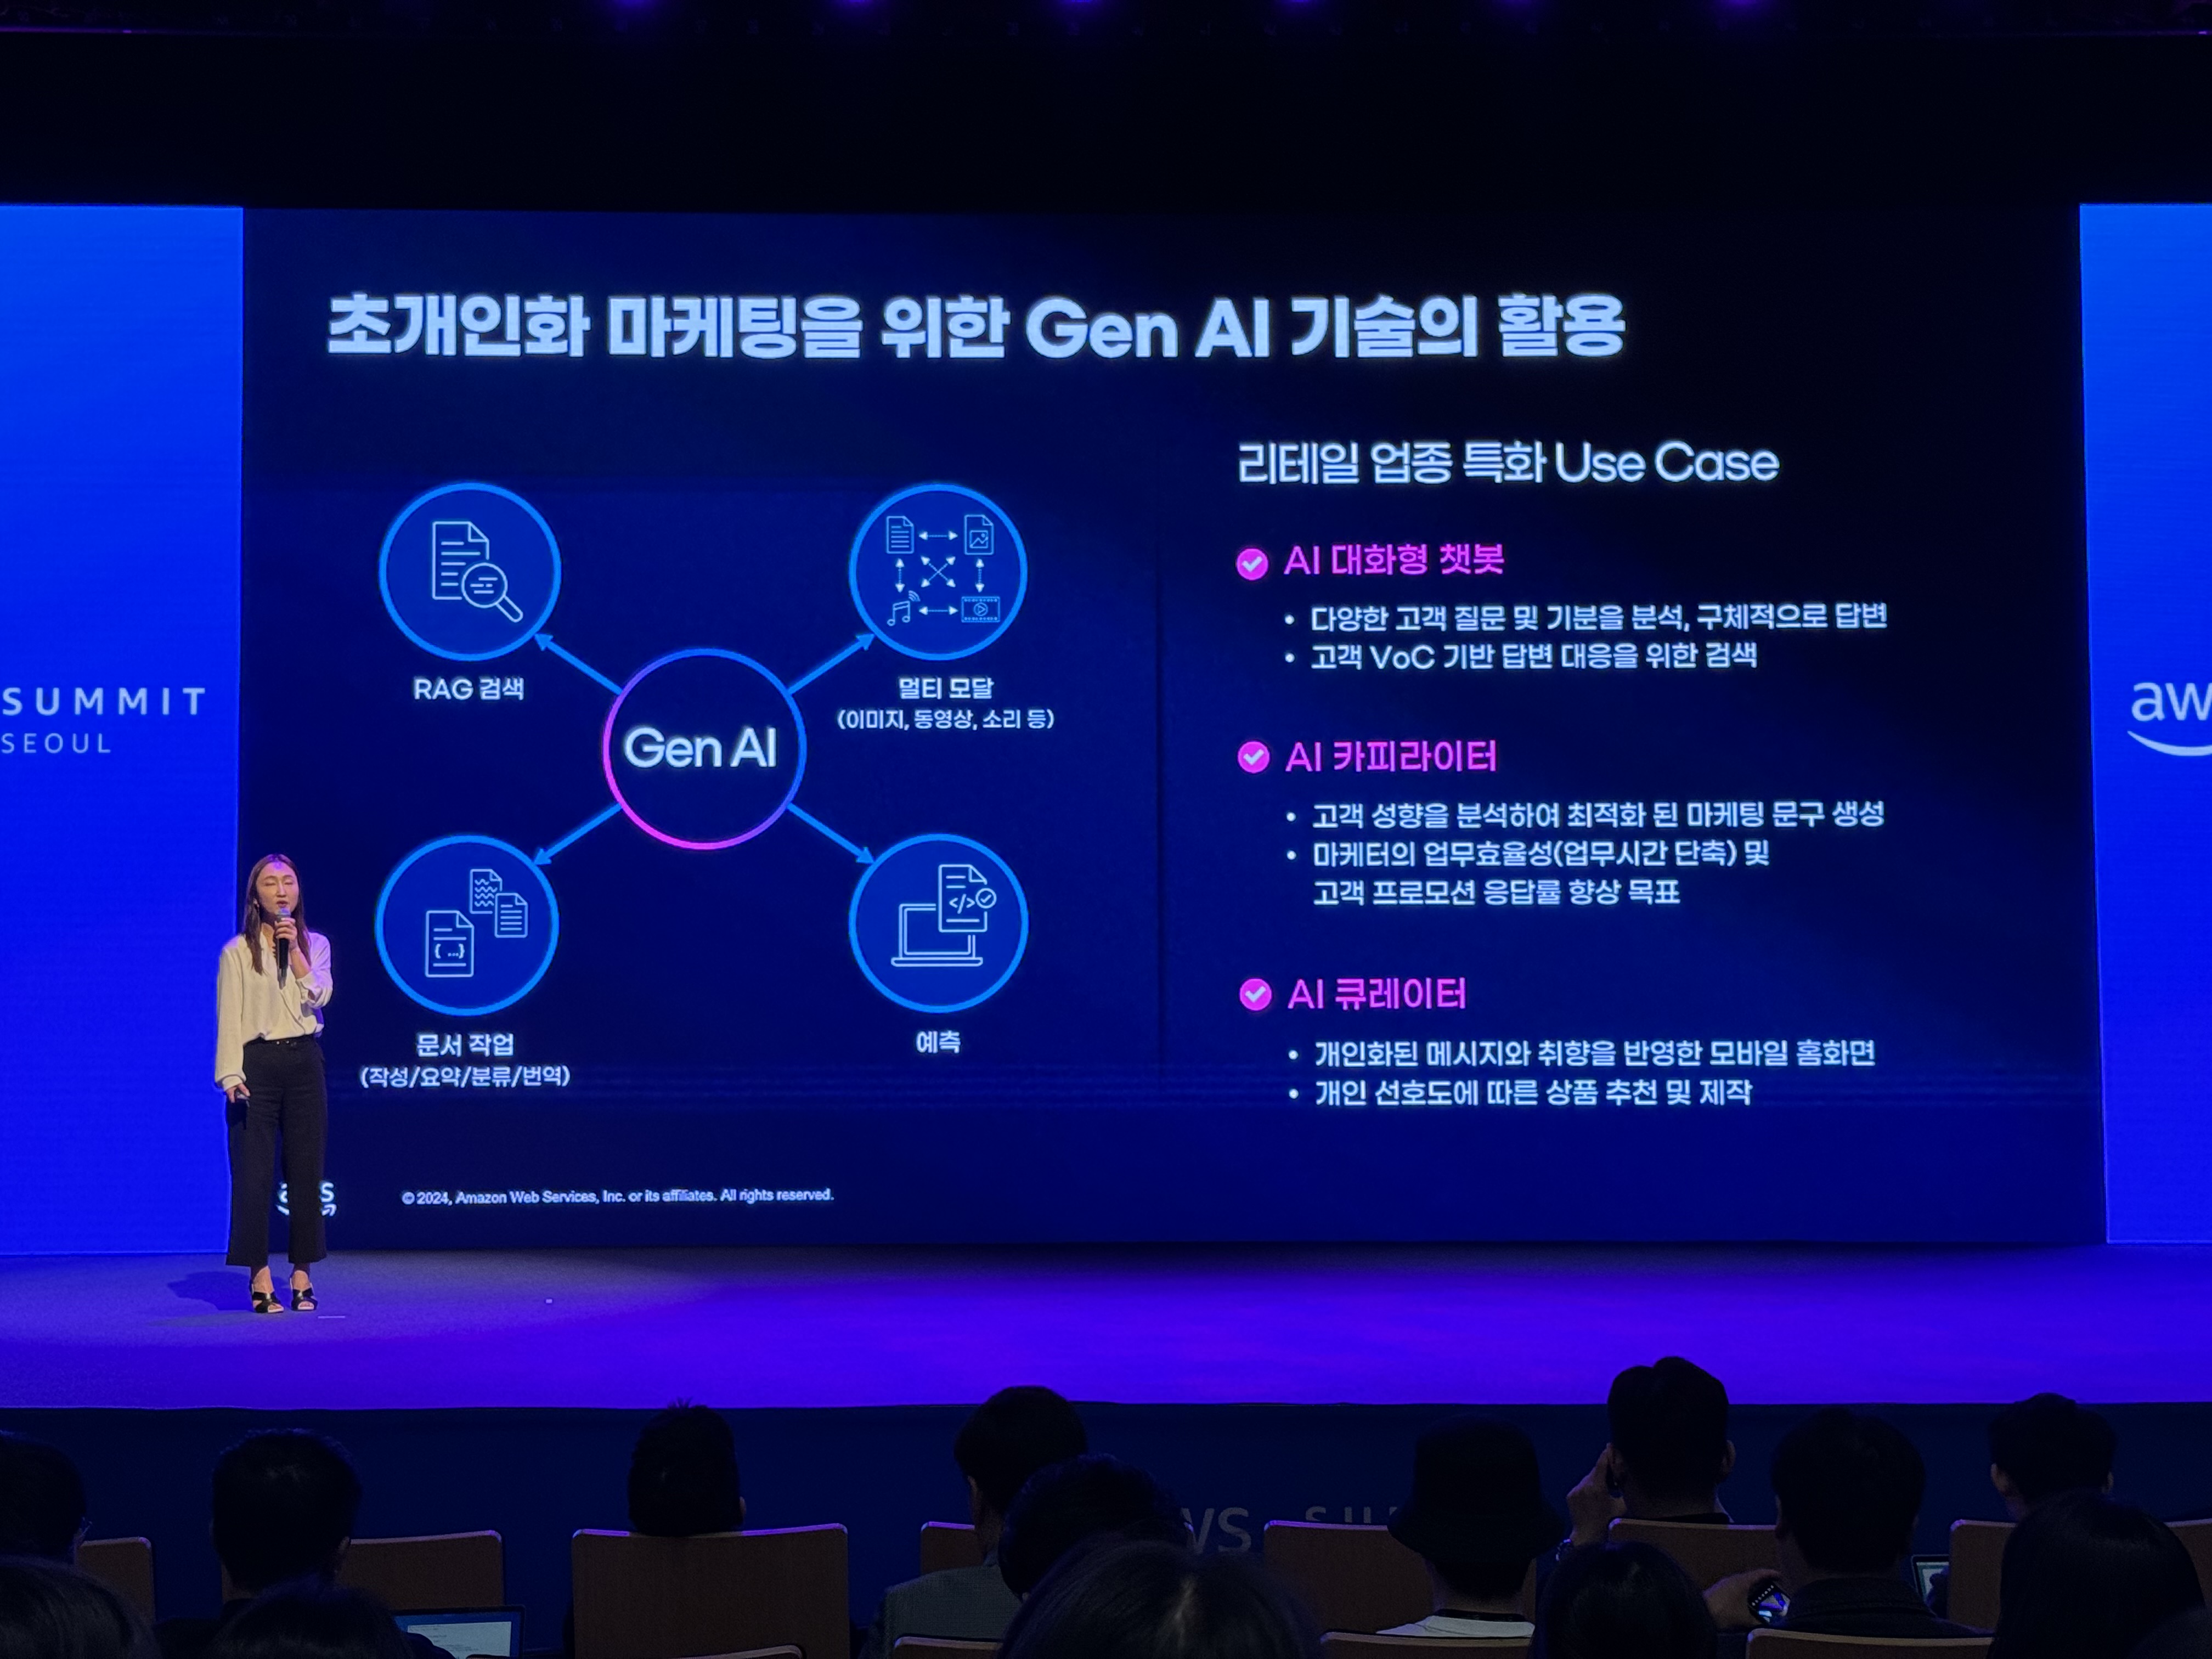 초개인화 마케팅을 위한 Gen AI 기술의 활용
RAG 검색
멀티 모달
(이미지, 동영상, 소리 등)
Gen AI
문서 작업
(작성/요약/분류/번역)
예측
리테일 업종 특화 Use Case
AI 대화형 챗봇
• 다양한 고객 질문 및 기분을 분석, 구체적으로 답변
• 고객 VoC 기반 답변 대응을 위한 검색
AI 카피라이터
• 고객 성향을 분석하여 최적화 된 마케팅 문구 생성
• 마케터의 업무효율성(업무시간 단축) 및
고객 프로모션 응답률 향상 목표
AI 큐레이터
• 개인화된 메시지와 취향을 반영한 모바일 홈화면
• 개인 선호도에 따른 상품 추천 및 제작
aws
© 2024, Amazon Web Services, Inc. or its affiliates. All rights reserved.
SUMMIT
SEOUL
aw